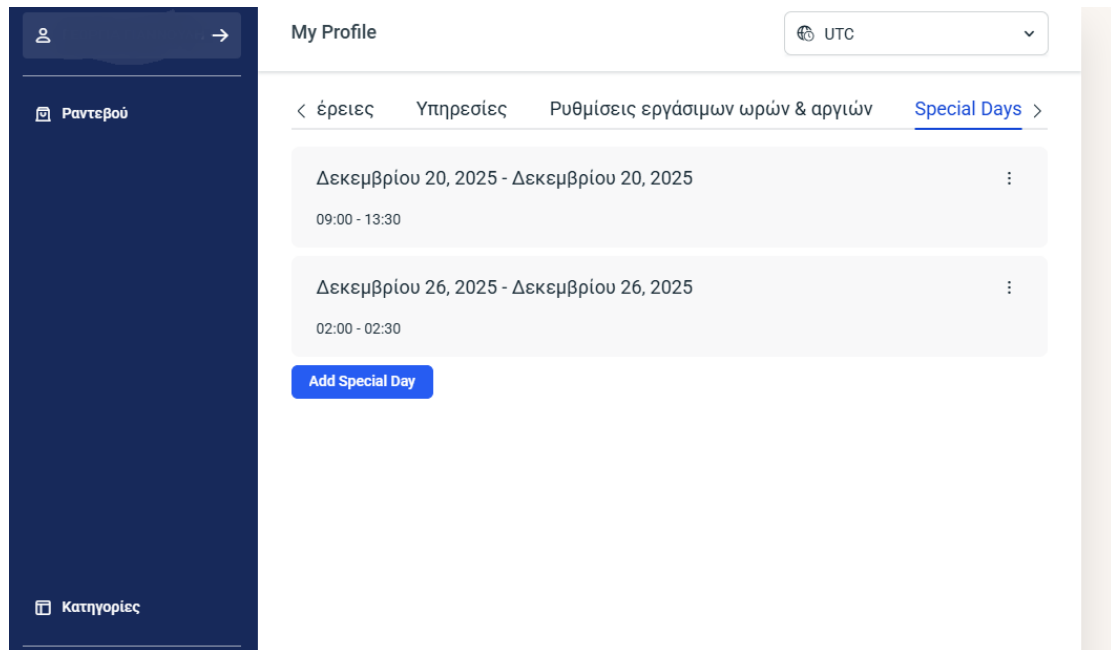 My Profile
UTC
Ραντεβού
έρειες Υπηρεσίες Ρυθμίσεις εργάσιμων ωρών & αργιών Special Days
Δεκεμβρίου 20, 2025 - Δεκεμβρίου 20, 2025
09:00 - 13:30
Δεκεμβρίου 26, 2025 - Δεκεμβρίου 26, 2025
02:00 - 02:30
Add Special Day
Κατηγορίες